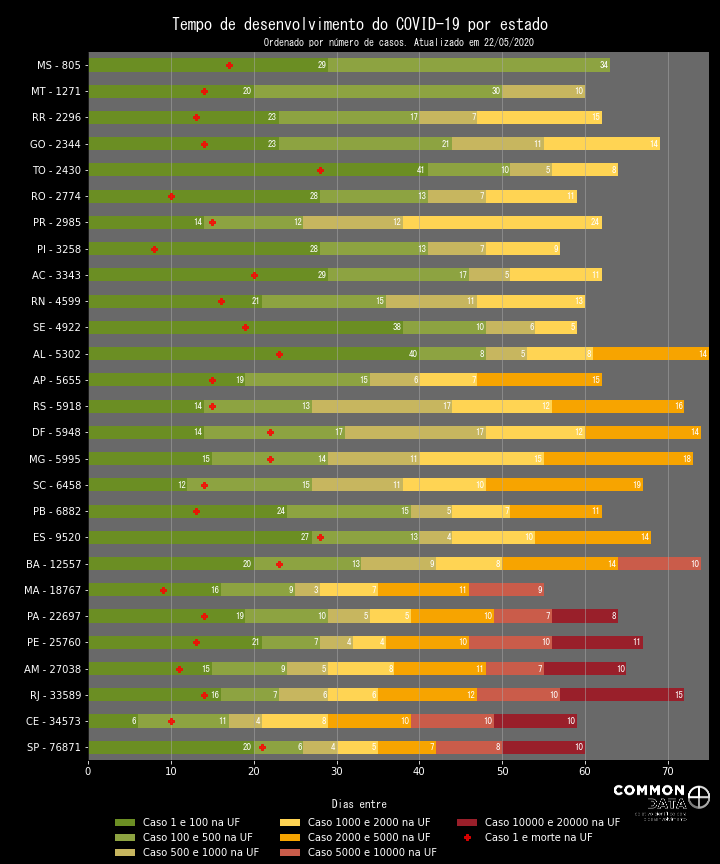 Tempo de desenvolvimento do COVID-19 por estado
Ordenado por número de casos. Atualizado em 22/05/2020
MS - 805 29 34
MT - 1271 20 30 10
RR - 2296 23 17 7 15
GO - 2344 23 21 11 14
TO - 2430 41 10 5 8
RO - 2774 28 13 7 11
PR - 2985 14 12 12 24
PI - 3258 28 13 7 9
AC - 3343 29 17 5 11
RN - 4599 21 15 11 13
SE - 4922 38 10 6 5
AL - 5302 40 8 5 8 14
AP - 5655 19 15 6 7 15
RS - 5918 14 13 17 12 16
DF - 5948 14 17 17 12 14
MG - 5995 15 14 11 15 18
SC - 6458 12 15 11 10 19
PB - 6882 24 15 5 7 11
ES - 9520 27 13 4 10 14
BA - 12557 20 13 9 8 14 10
MA - 18767 16 9 3 7 11 9
PA - 22697 19 10 5 5 10 7 8
PE - 25760 21 7 4 4 10 10 11
AM - 27038 15 9 5 8 11 7 10
RJ - 33589 16 7 6 6 12 10 15
CE - 34573 6 11 4 8 10 10 10
SP - 76871 20 6 4 5 7 8 10
0 10 20 30 40 50 60 70
COMMON
DATA
Dias entre
Caso 1 e 100 na UF Caso 1000 e 2000 na UF Caso 10000 e 20000 na UF
Caso 100 e 500 na UF Caso 2000 e 5000 na UF Caso 1 e morte na UF
Caso 500 e 1000 na UF Caso 5000 e 10000 na UF